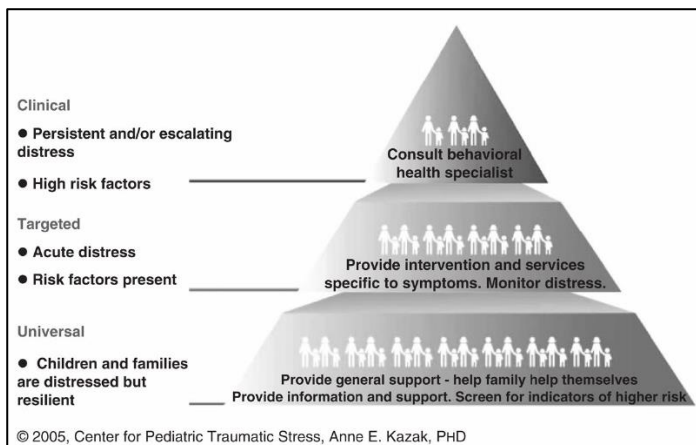 Clinical
● Persistent and/or escalating
distress
● High risk factors
Consult behavioral
health specialist
Targeted
● Acute distress
● Risk factors present
Provide intervention and services
specific to symptoms. Monitor distress.
Universal
● Children and families
are distressed but
resilient
Provide general support - help family help themselves
Provide information and support. Screen for indicators of higher risk
© 2005, Center for Pediatric Traumatic Stress, Anne E. Kazak, PHD